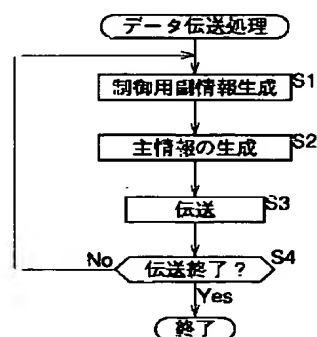 データ伝送処理
制御用副情報生成 S1
主情報の生成 S2
伝送 S3
No 伝送終了? S4
Yes
終了